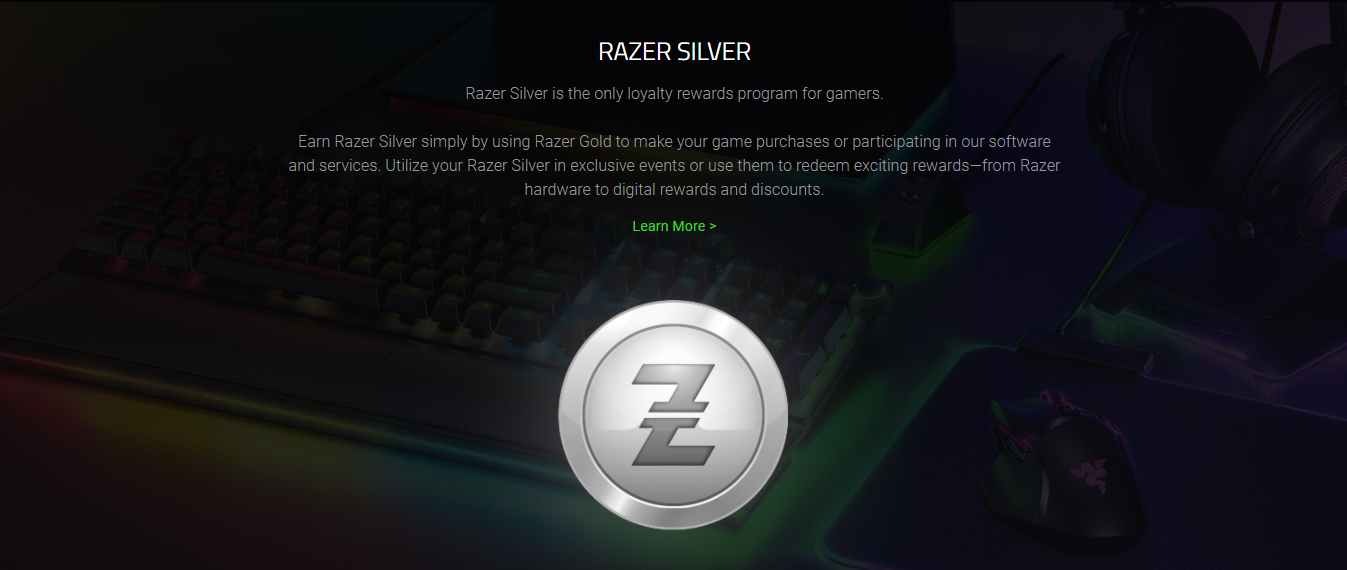 RAZER SILVER
Razer Silver is the only loyalty rewards program for gamers.
Earn Razer Silver simply by using Razer Gold to make your game purchases or participating in our software
and services. Utilize your Razer Silver in exclusive events or use them to redeem exciting rewards—from Razer
hardware to digital rewards and discounts.
Learn More >